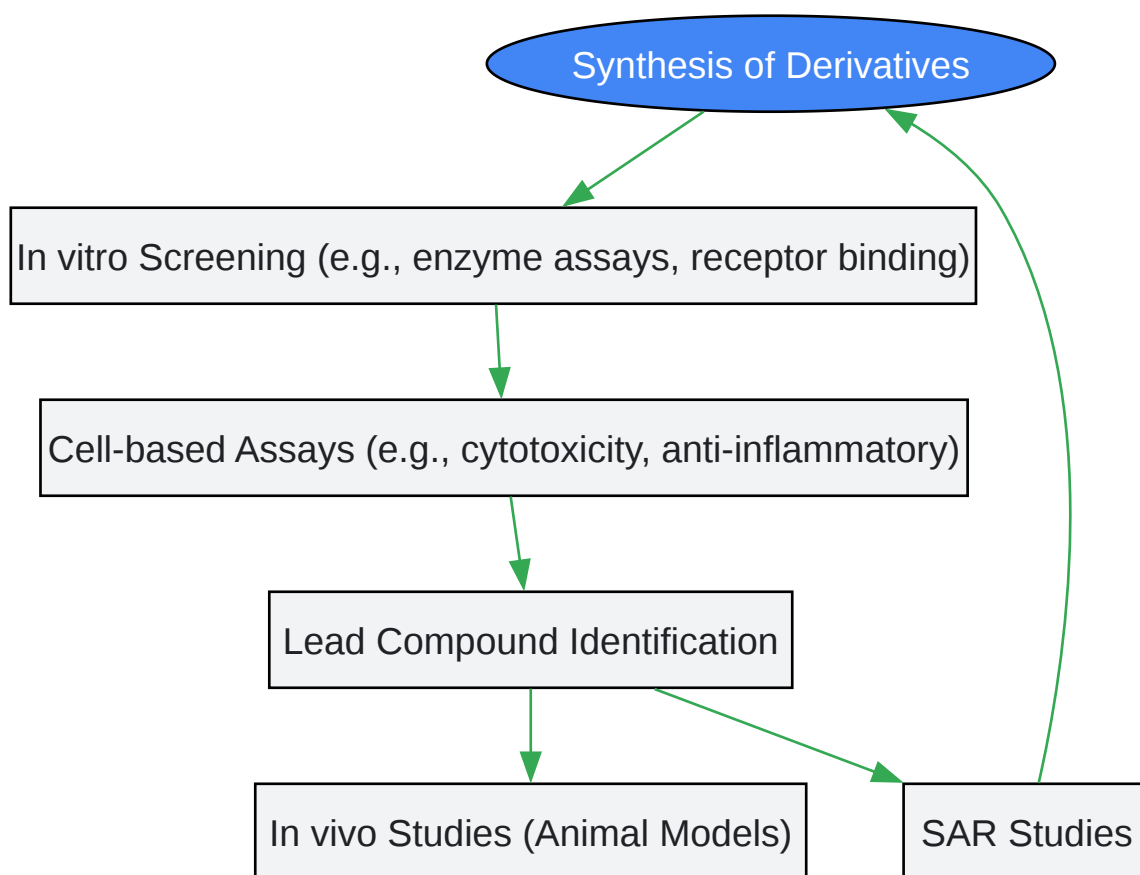 Synthesis of Derivatives
In vitro Screening (e.g., enzyme assays, receptor binding)
Cell-based Assays (e.g., cytotoxicity, anti-inflammatory)
Lead Compound Identification
In vivo Studies (Animal Models)
SAR Studies